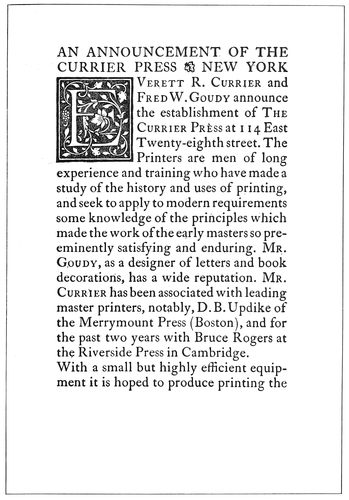 AN ANNOUNCEMENT OF THE
CURRIER PRESS NEW YORK
EVERETT R. CURRIER and
FRED W. GOUDY announce
the establishment of THE
CURRIER PRESS at 114 East
Twenty-eighth street. The
Printers are men of long
experience and training who have made a
study of the history and uses of printing,
and seek to apply to modern requirements
some knowledge of the principles which
made the work of the early masters so pre-
eminently satisfying and enduring. MR.
GOUDY, as a designer of letters and book
decorations, has a wide reputation. MR.
CURRIER has been associated with leading
master printers, notably, D. B. Updike of
the Merrymount Press (Boston), and for
the past two years with Bruce Rogers at
the Riverside Press in Cambridge.
With a small but highly efficient equip-
ment it is hoped to produce printing the